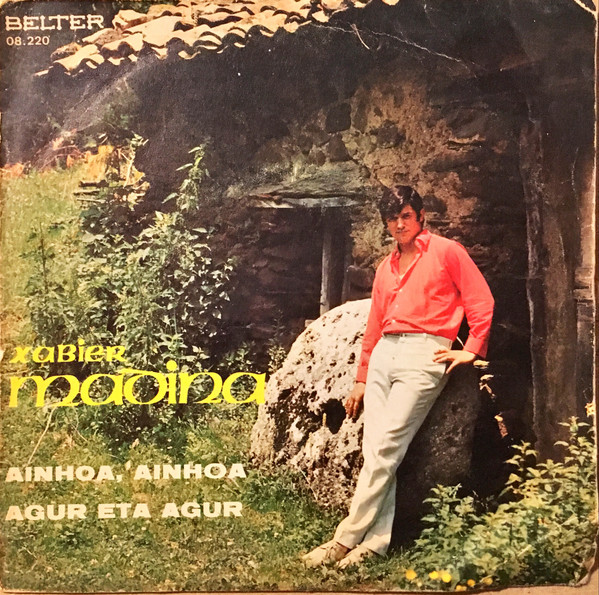 BELTER
08.220
xabier
madina
AINHOA, AINHOA
AGUR ETA AGUR